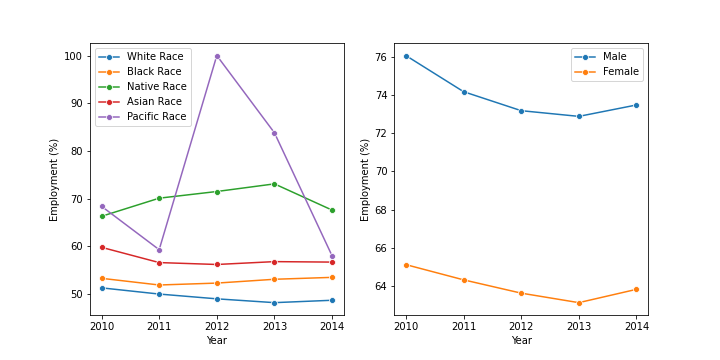 Employment (%)
100
90
80
70
60
50
White Race
Black Race
Native Race
Asian Race
Pacific Race
2010 2011 2012 2013 2014
Year
Employment (%)
76
74
72
70
68
66
64
Male
Female
2010 2011 2012 2013 2014
Year